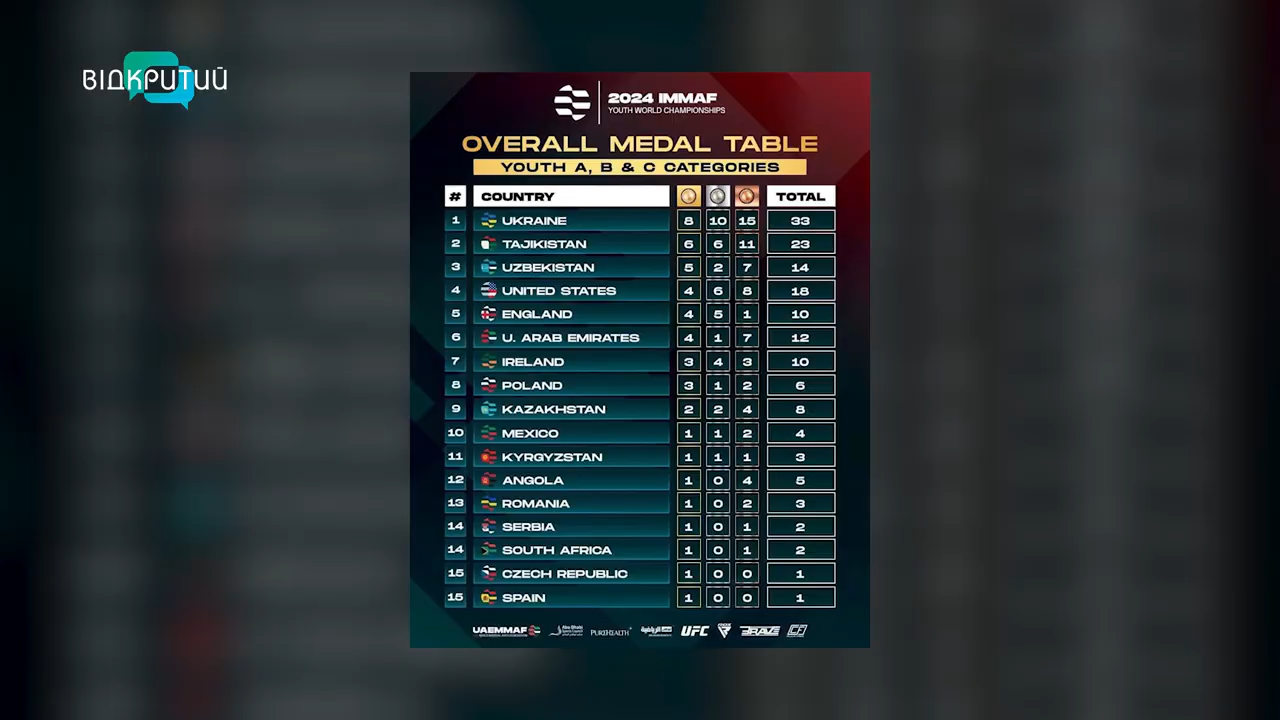 ВІДКРИТИЙ
2024 IMMAF
YOUTH WORLD CHAMPIONSHIPS
OVERALL MEDAL TABLE
YOUTH A, B & C CATEGORIES
# COUNTRY TOTAL
1 UKRAINE 8 10 15 33
2 TAJIKISTAN 6 6 11 23
3 UZBEKISTAN 5 2 7 14
4 UNITED STATES 4 6 8 18
5 ENGLAND 4 5 1 10
6 U. ARAB EMIRATES 4 1 7 12
7 IRELAND 3 4 3 10
8 POLAND 3 1 2 6
9 KAZAKHSTAN 2 2 4 8
10 MEXICO 1 1 2 4
11 KYRGYZSTAN 1 1 1 3
12 ANGOLA 1 0 4 5
13 ROMANIA 1 0 2 3
14 SERBIA 1 0 1 2
14 SOUTH AFRICA 1 0 1 2
15 CZECH REPUBLIC 1 0 0 1
15 SPAIN 1 0 0 1
UAEMMAF PUREHEALTH UFC BRAVE